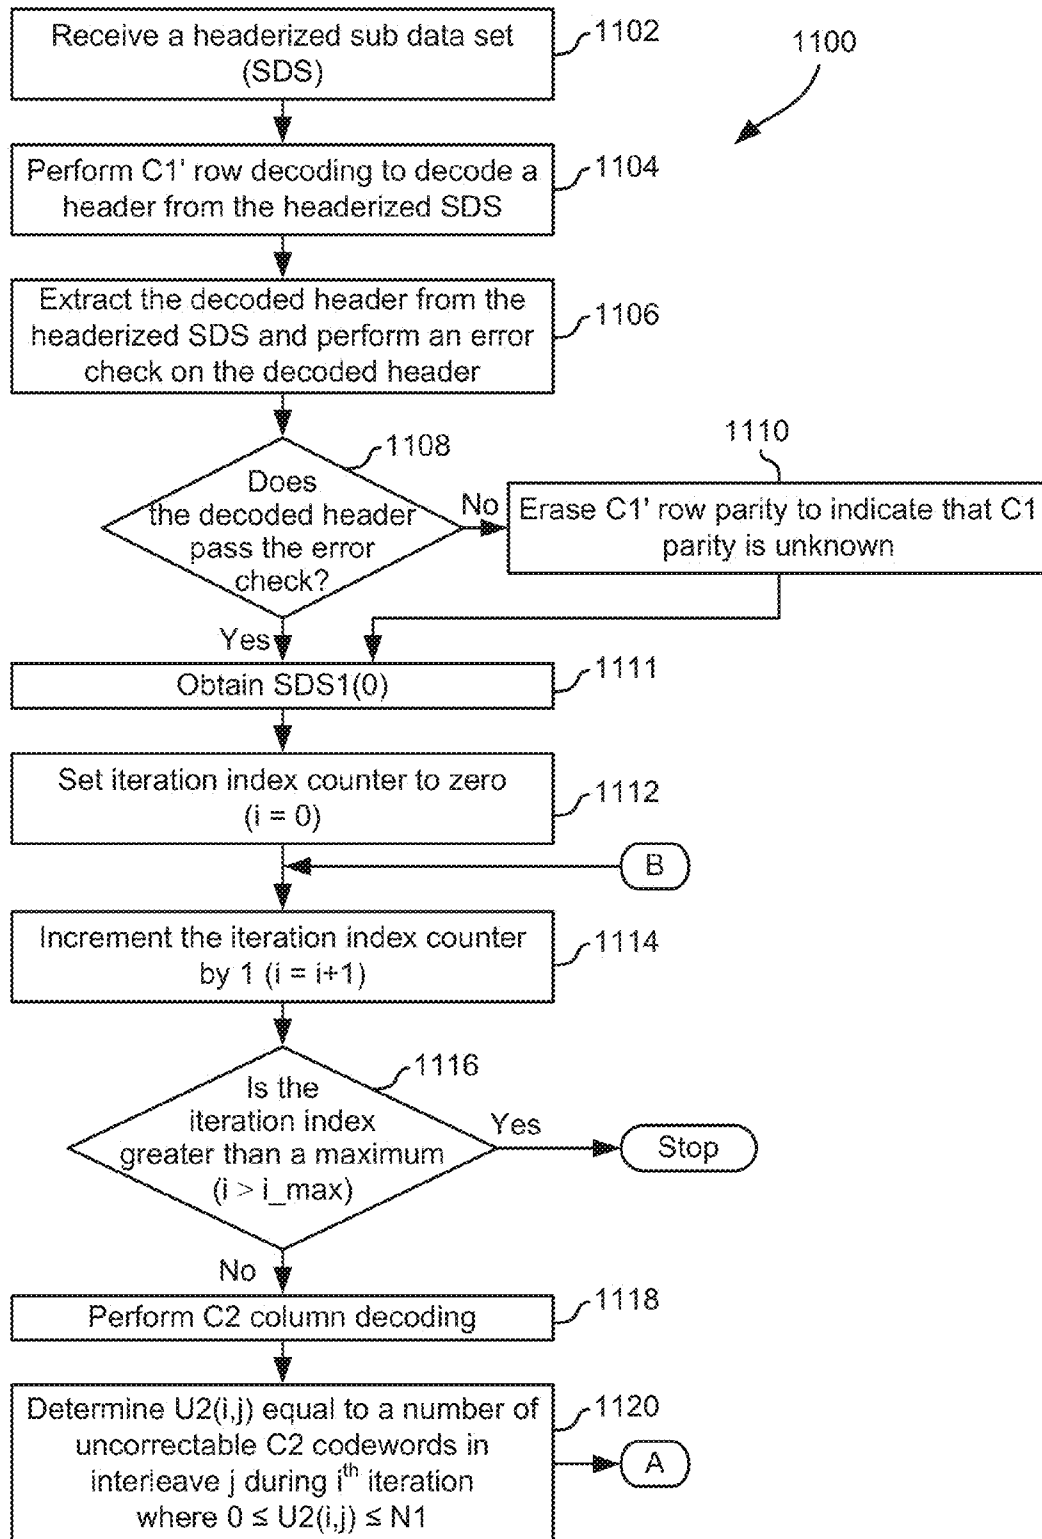 Receive a headerized sub data set
(SDS)
1102
1100
Perform C1' row decoding to decode a
header from the headerized SDS
1104
Extract the decoded header from the
headerized SDS and perform an error
check on the decoded header
1106
Does
the decoded header
pass the error
check?
1108
No
1110
Erase C1' row parity to indicate that C1
parity is unknown
Yes
Obtain SDS1(0)
1111
Set iteration index counter to zero
(i = 0)
1112
B
Increment the iteration index counter
by 1 (i = i+1)
1114
Is the
iteration index
greater than a maximum
(i > i_max)
1116
Yes
Stop
No
Perform C2 column decoding
1118
Determine U2(i,j) equal to a number of
uncorrectable C2 codewords in
interleave j during i^th iteration
where 0 ≤ U2(i,j) ≤ N1
1120
A